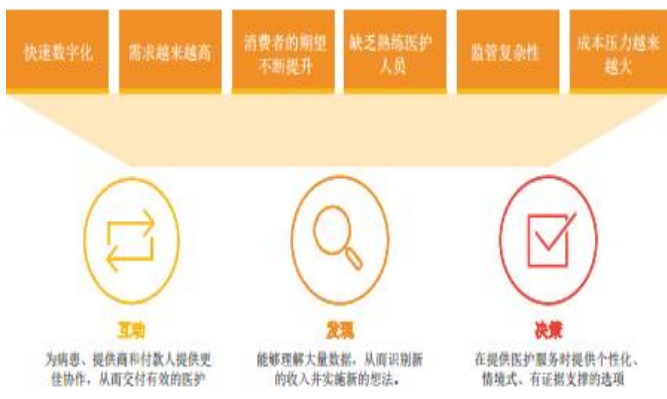 快速数字化
需求越来越高
消费者的期望
不断提升
缺乏熟练医护
人员
监管复杂性
成本压力越来
越大
互动
为病患、提供商和付款人提供更
佳协作，从而交付有效的医护
发现
能够理解大量数据，从而识别新
的收入并实施新的想法。
决策
在提供医护服务时提供个性化、
情境式、有证据支撑的选项